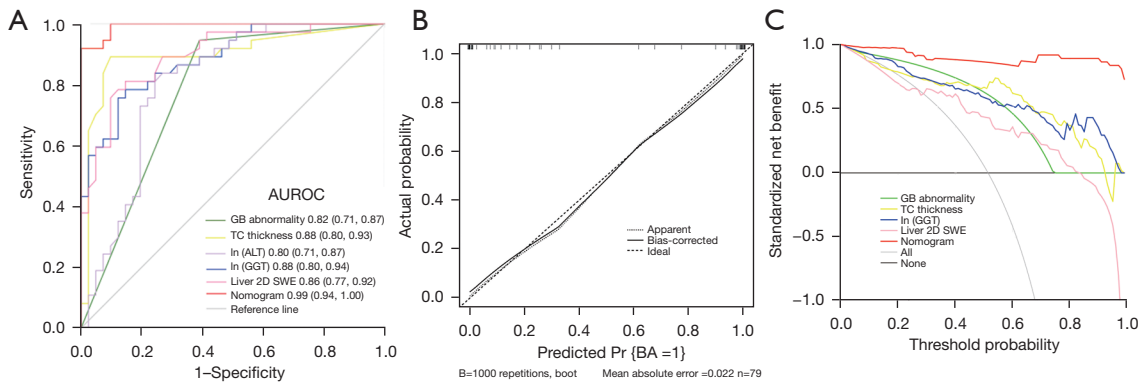 A
1.0
0.8
0.6
0.4
0.2
0.0
Sensitivity
AUROC
GB abnormality 0.82 (0.71, 0.87)
TC thickness 0.88 (0.80, 0.93)
In (ALT) 0.80 (0.71, 0.87)
In (GGT) 0.88 (0.80, 0.94)
Liver 2D SWE 0.86 (0.77, 0.92)
Nomogram 0.99 (0.94, 1.00)
Reference line
0.0 0.2 0.4 0.6 0.8 1.0
1−Specificity
B
1.0
0.8
0.6
0.4
0.2
0.0
Actual probability
Apparent
Bias-corrected
Ideal
0.0 0.2 0.4 0.6 0.8 1.0
Predicted Pr {BA =1}
B=1000 repetitions, boot Mean absolute error =0.022 n=79
C
1.0
0.5
0.0
−1.0
Standardized net benefit
GB abnormality
TC thickness
In (GGT)
Liver 2D SWE
Nomogram
All
None
0.0 0.2 0.4 0.6 0.8 1.0
Threshold probability